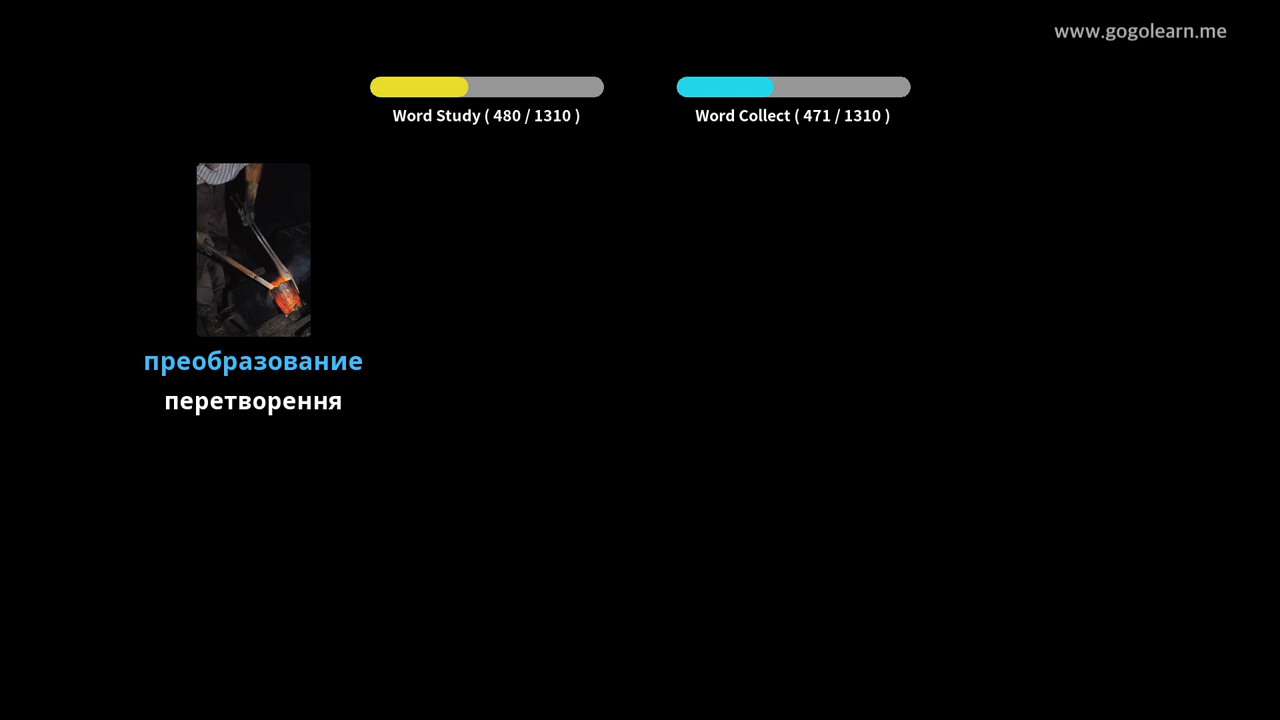 www.gogolearn.me
Word Study ( 480 / 1310 )
Word Collect ( 471 / 1310 )
преобразование
перетворення